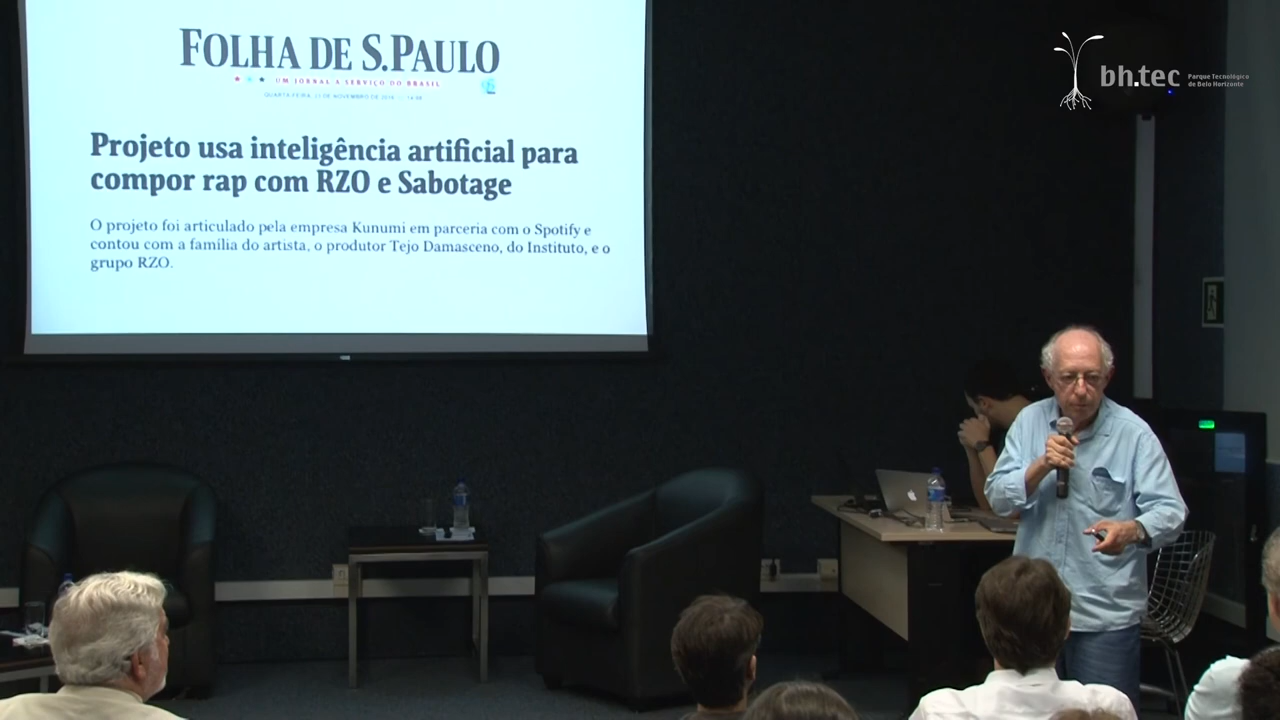 FOLHA DE S.PAULO
UM JORNAL A SERVIÇO DO BRASIL
Projeto usa inteligência artificial para
compor rap com RZO e Sabotage
O projeto foi articulado pela empresa Kunumi em parceria com o Spotify e
contou com a família do artista, o produtor Tejo Damasceno, do Instituto, e o
grupo RZO.
bh.tec
Parque Tecnológico
de Belo Horizonte